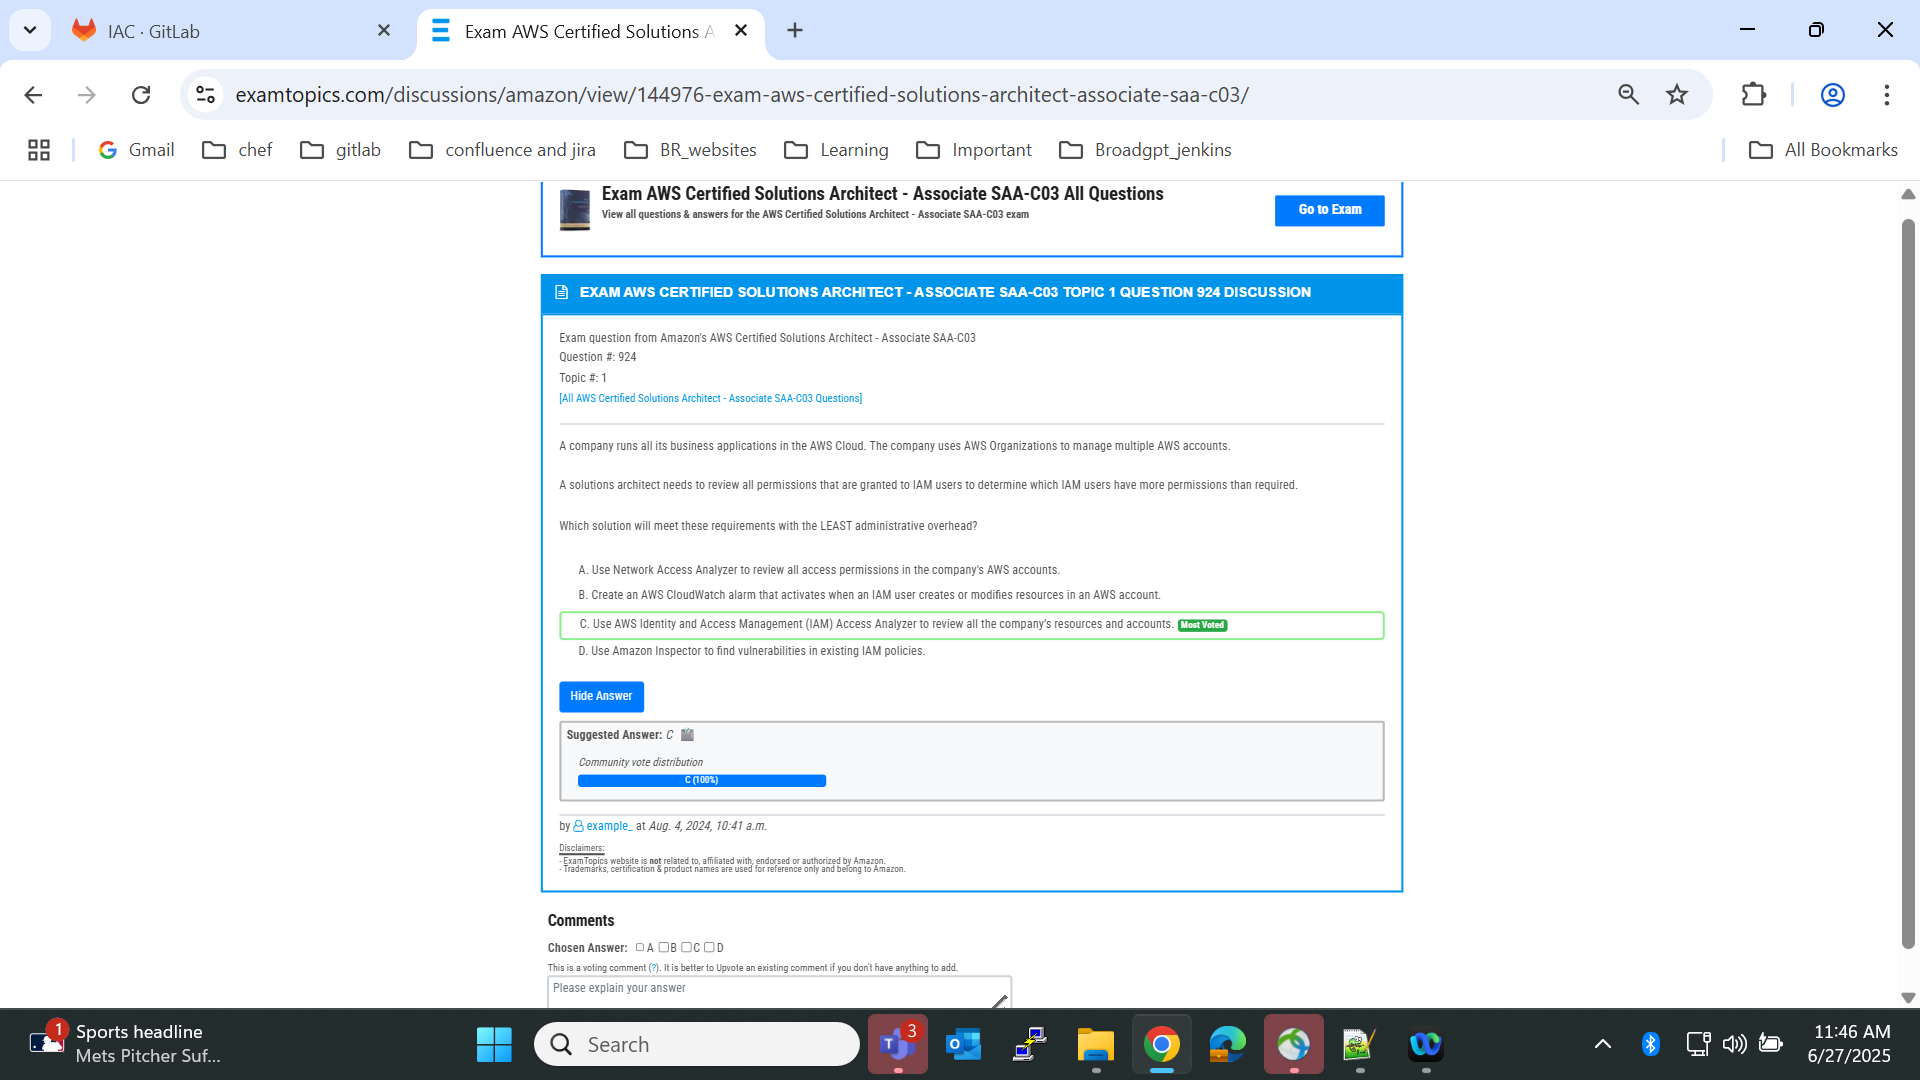 IAC · GitLab
Exam AWS Certified Solutions A
examtopics.com/discussions/amazon/view/144976-exam-aws-certified-solutions-architect-associate-saa-c03/
Gmail
chef
gitlab
confluence and jira
BR_websites
Learning
Important
Broadgpt_jenkins
All Bookmarks
Exam AWS Certified Solutions Architect - Associate SAA-C03 All Questions
View all questions & answers for the AWS Certified Solutions Architect - Associate SAA-C03 exam
Go to Exam
EXAM AWS CERTIFIED SOLUTIONS ARCHITECT - ASSOCIATE SAA-C03 TOPIC 1 QUESTION 924 DISCUSSION
Exam question from Amazon's AWS Certified Solutions Architect - Associate SAA-C03
Question #: 924
Topic #: 1
[All AWS Certified Solutions Architect - Associate SAA-C03 Questions]
A company runs all its business applications in the AWS Cloud. The company uses AWS Organizations to manage multiple AWS accounts.
A solutions architect needs to review all permissions that are granted to IAM users to determine which IAM users have more permissions than required.
Which solution will meet these requirements with the LEAST administrative overhead?
A. Use Network Access Analyzer to review all access permissions in the company's AWS accounts.
B. Create an AWS CloudWatch alarm that activates when an IAM user creates or modifies resources in an AWS account.
C. Use AWS Identity and Access Management (IAM) Access Analyzer to review all the company's resources and accounts. Most Voted
D. Use Amazon Inspector to find vulnerabilities in existing IAM policies.
Hide Answer
Suggested Answer: C
Community vote distribution
C (100%)
by example_ at Aug. 4, 2024, 10:41 a.m.
Disclaimers:
- ExamTopics website is not related to, affiliated with, endorsed or authorized by Amazon.
- Trademarks, certification & product names are used for reference only and belong to Amazon.
Comments
Chosen Answer: A B C D
This is a voting comment (?). It is better to Upvote an existing comment if you don't have anything to add.
Please explain your answer
1
Sports headline
Mets Pitcher Suf...
Search
3
11:46 AM
6/27/2025